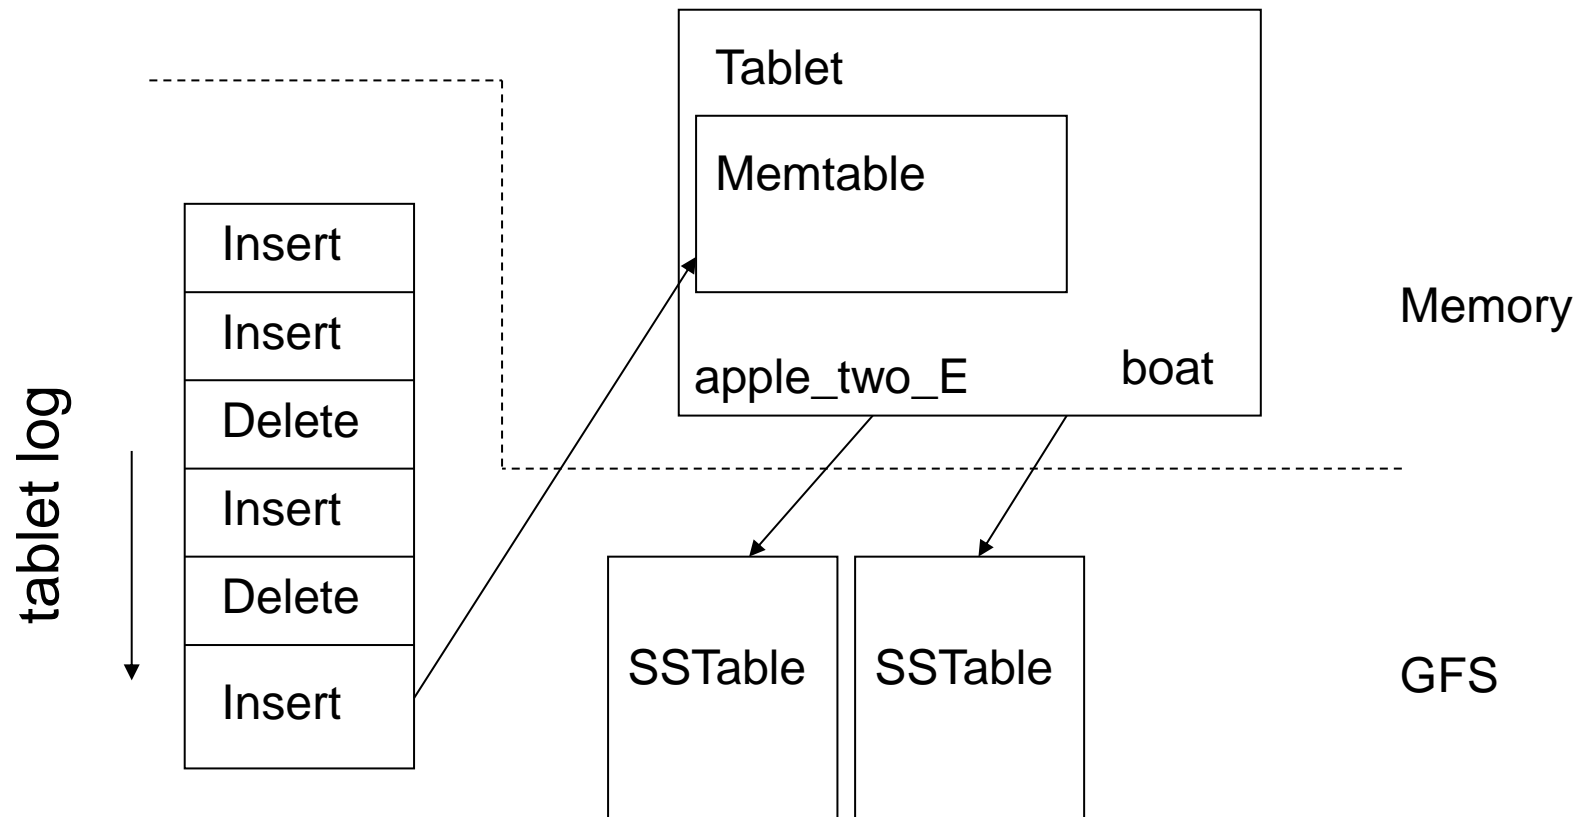 Tablet
Memtable
apple_two_E
boat
Memory
tablet log
Insert
Insert
Delete
Insert
Delete
Insert
SSTable
SSTable
GFS